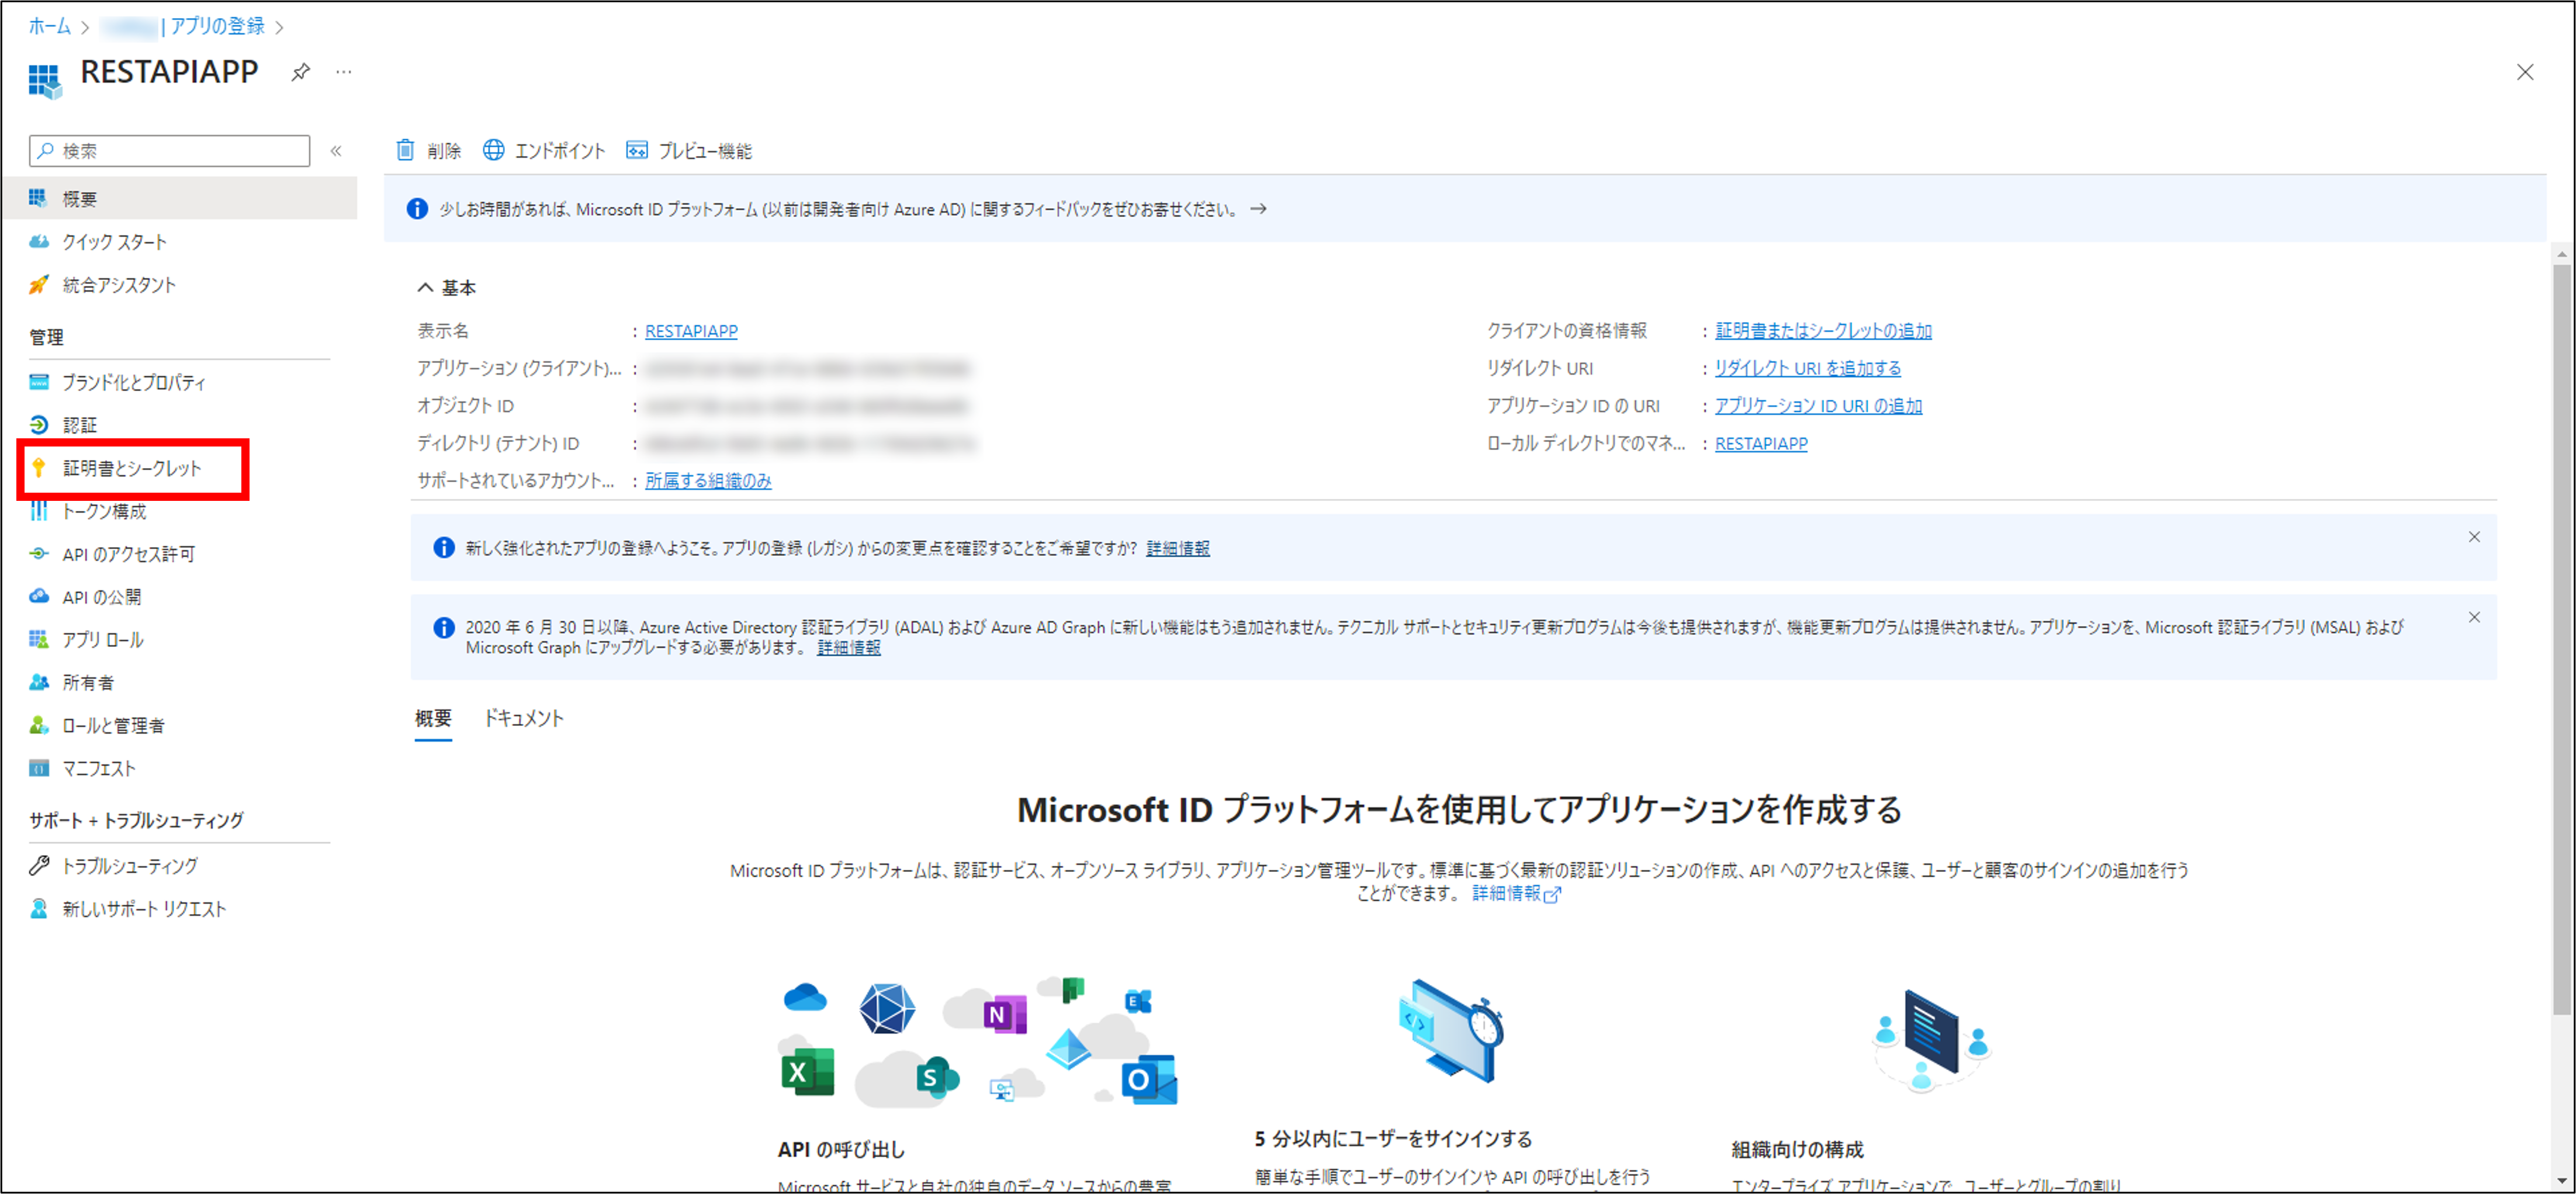 ホーム > | アプリの登録 >
RESTAPIAPP
検索
削除 エンドポイント プレビュー機能
概要
クイック スタート
統合アシスタント
管理
ブランド化とプロパティ
認証
証明書とシークレット
トークン構成
API のアクセス許可
API の公開
アプリ ロール
所有者
ロールと管理者
マニフェスト
サポート + トラブルシューティング
トラブルシューティング
新しいサポート リクエスト
少しお時間があれば、Microsoft ID プラットフォーム (以前は開発者向け Azure AD) に関するフィードバックをぜひお寄せください。 →
基本
表示名 : RESTAPIAPP
アプリケーション (クライアント)... :
オブジェクト ID :
ディレクトリ (テナント) ID :
サポートされているアカウント... : 所属する組織のみ
クライアントの資格情報 : 証明書またはシークレットの追加
リダイレクト URI : リダイレクト URI を追加する
アプリケーション ID の URI : アプリケーション ID URI の追加
ローカル ディレクトリでのマネ... : RESTAPIAPP
新しく強化されたアプリの登録へようこそ。アプリの登録 (レガシ) からの変更点を確認することをご希望ですか? 詳細情報
2020 年 6 月 30 日以降、Azure Active Directory 認証ライブラリ (ADAL) および Azure AD Graph に新しい機能はもう追加されません。テクニカル サポートとセキュリティ更新プログラムは今後も提供されますが、機能更新プログラムは提供されません。アプリケーションを、Microsoft 認証ライブラリ (MSAL) および
Microsoft Graph にアップグレードする必要があります。 詳細情報
概要 ドキュメント
Microsoft ID プラットフォームを使用してアプリケーションを作成する
Microsoft ID プラットフォームは、認証サービス、オープンソース ライブラリ、アプリケーション管理ツールです。標準に基づく最新の認証ソリューションの作成、API へのアクセスと保護、ユーザーと顧客のサインインの追加を行う
ことができます。 詳細情報
N
E
X
S
O
API の呼び出し
Microsoft サービスと自社の独自のデータ ソースからの豊富
5 分以内にユーザーをサインインする
簡単な手順でユーザーのサインインや API の呼び出しを行う
組織向けの構成
エンタープライズ アプリケーションで、ユーザーとグループの割り